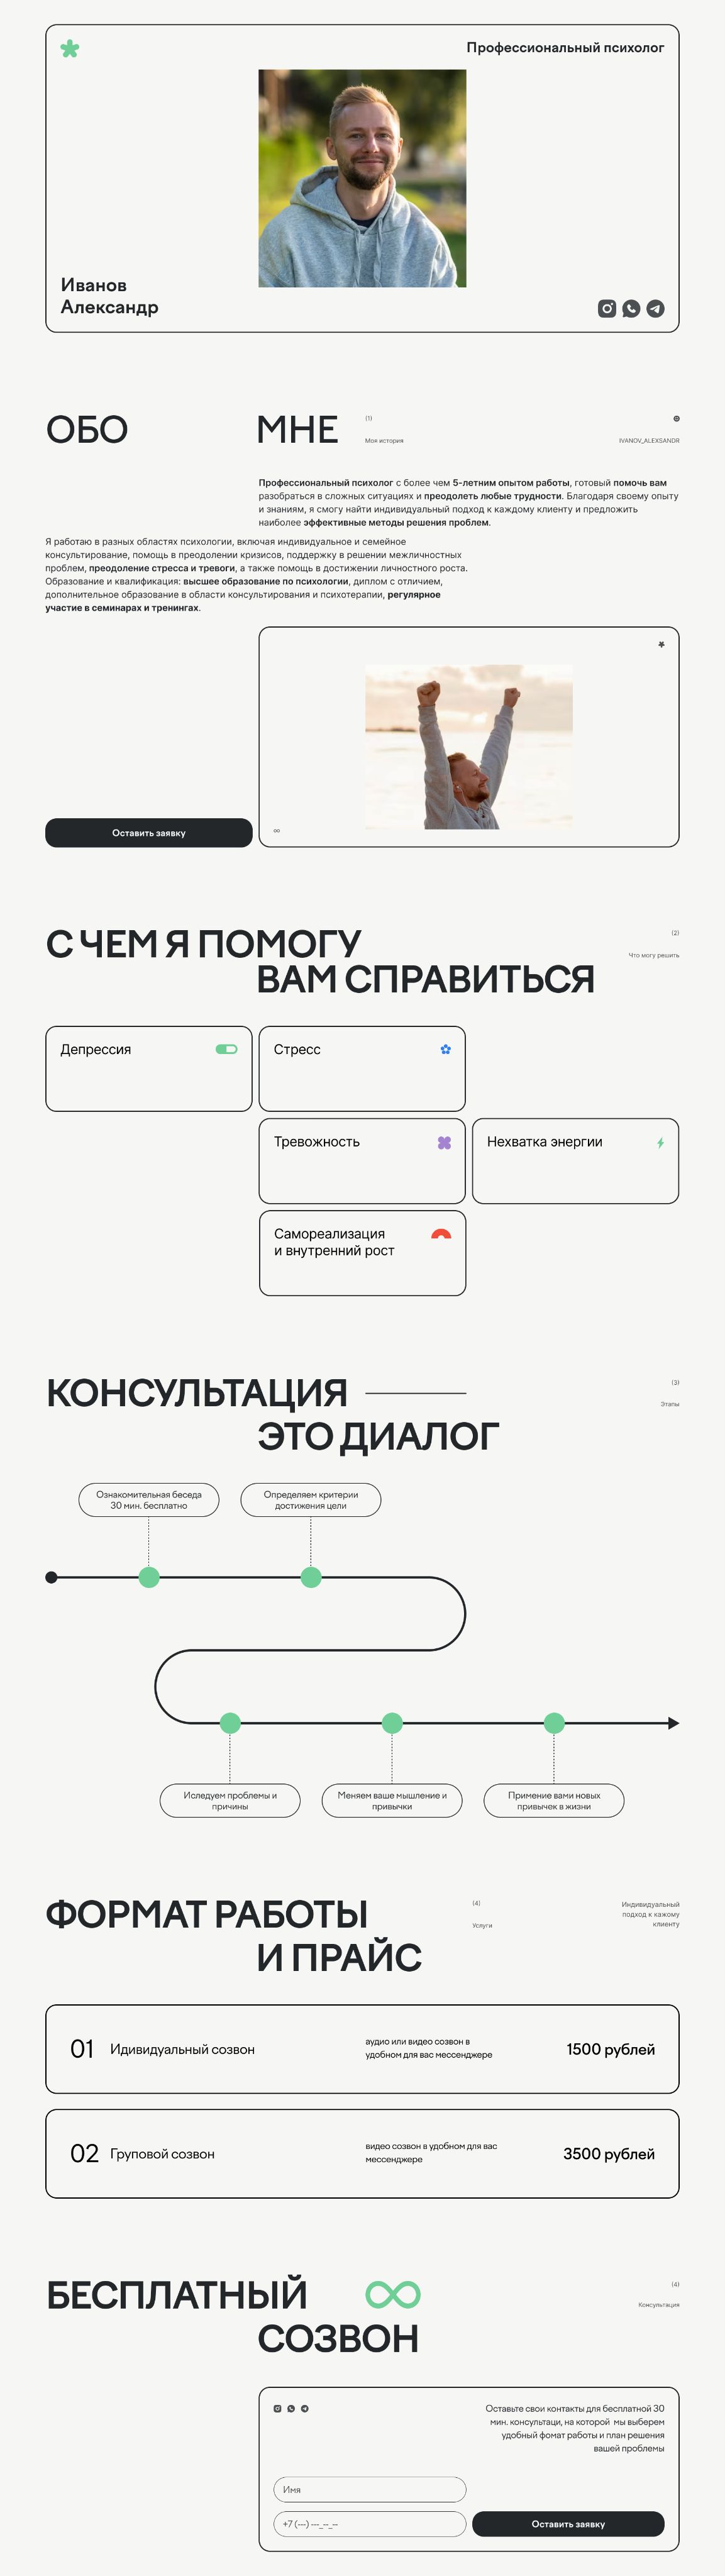 Профессиональный психолог
Иванов
Александр
ОБО МНЕ
(1)
Моя история
IVANOV_ALEXSANDR
Профессиональный психолог с более чем 5-летним опытом работы, готовый помочь вам
разобраться в сложных ситуациях и преодолеть любые трудности. Благодаря своему опыту
и знаниям, я смогу найти индивидуальный подход к каждому клиенту и предложить
наиболее эффективные методы решения проблем.
Я работаю в разных областях психологии, включая индивидуальное и семейное
консультирование, помощь в преодолении кризисов, поддержку в решении межличностных
проблем, преодоление стресса и тревоги, а также помощь в достижении личностного роста.
Образование и квалификация: высшее образование по психологии, диплом с отличием,
дополнительное образование в области консультирования и психотерапии, регулярное
участие в семинарах и тренингах.
Оставить заявку
С ЧЕМ Я ПОМОГУ
ВАМ СПРАВИТЬСЯ
(2)
Что могу решить
Депрессия
Стресс
Тревожность
Нехватка энергии
Самореализация
и внутренний рост
КОНСУЛЬТАЦИЯ
ЭТО ДИАЛОГ
(3)
Этапы
Ознакомительная беседа
30 мин. бесплатно
Определяем критерии
достижения цели
Иследуем проблемы и
причины
Меняем ваше мышление и
привычки
Примение вами новых
привычек в жизни
ФОРМАТ РАБОТЫ
И ПРАЙС
(4)
Услуги
Индивидуальный
подход к кажому
клиенту
01 Идивидуальный созвон
аудио или видео созвон в
удобном для вас мессенджере
1500 рублей
02 Груповой созвон
видео созвон в удобном для вас
мессенджере
3500 рублей
БЕСПЛАТНЫЙ
СОЗВОН
(4)
Консультация
Оставьте свои контакты для бесплатной 30
мин. консультаци, на которой мы выберем
удобный фомат работы и план решения
вашей проблемы
Имя
+7 (---) ---_--_--
Оставить заявку